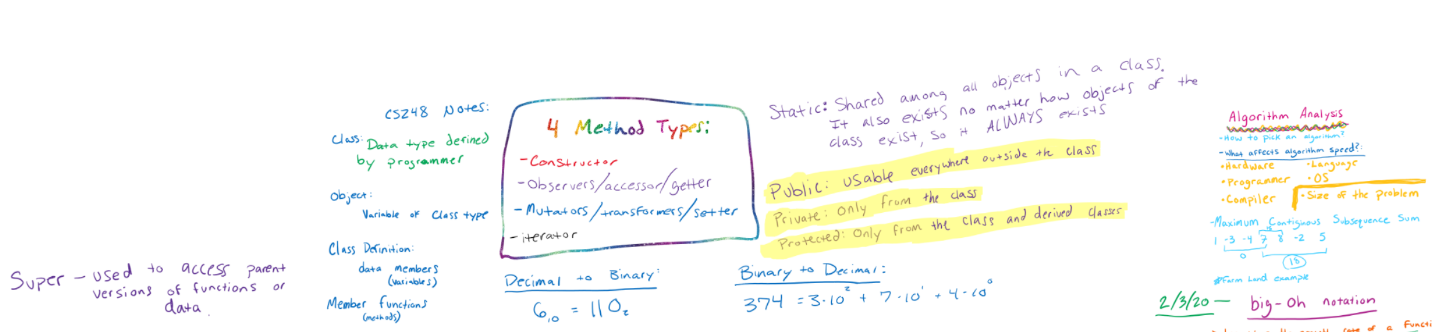 Super - used to access parent
versions of functions or
data.
CS248 Notes:
Class: Data type defined
by programmer
Object:
Variable of Class type
Class Definition:
data members
(variables)
Member functions
(methods)
4 Method Types:
- Constructor
- Observers/accessor/getter
- Mutators/transformers/setter
- iterator
Decimal to Binary:
6₁₀ = 110₂
Static: Shared among all objects in a class.
It also exists no matter how objects of the
class exist, so it ALWAYS exists
Public: usable everywhere outside the class
Private: Only from the class
Protected: Only from the class and derived classes
Binary to Decimal:
374 = 3·10² + 7·10¹ + 4·10⁰
Algorithm Analysis
- How to pick an algorithm?
- What affects algorithm speed?:
• Hardware • Language
• Programmer • OS
• Compiler • Size of the problem
- Maximum Contiguous Subsequence Sum
1 -3 -4 7 8 -2 5
0 18
#Farm Land example
2/3/20 — big-oh notation
rate of a functi